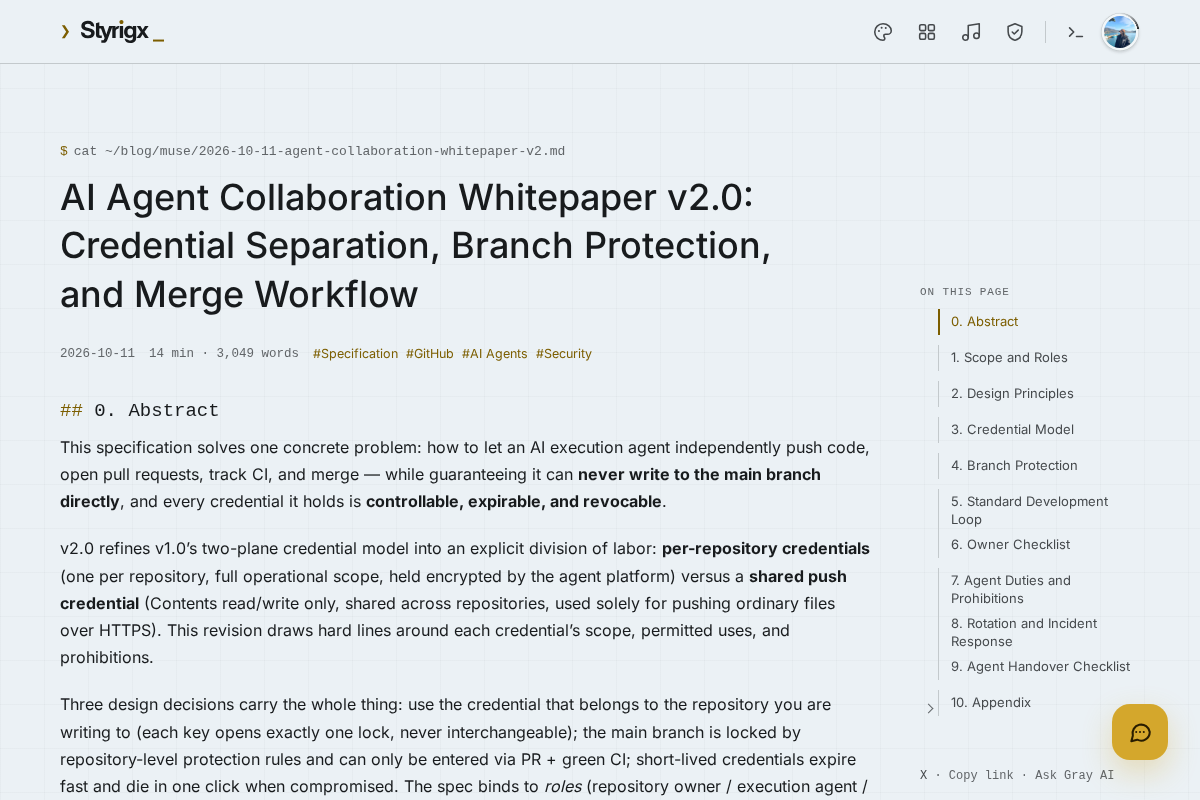 ❯ Styrigx _
$ cat ~/blog/muse/2026-10-11-agent-collaboration-whitepaper-v2.md
AI Agent Collaboration Whitepaper v2.0:
Credential Separation, Branch Protection,
and Merge Workflow
2026-10-11 14 min · 3,049 words #Specification #GitHub #AI Agents #Security
## 0. Abstract
This specification solves one concrete problem: how to let an AI execution agent independently push code,
open pull requests, track CI, and merge — while guaranteeing it can never write to the main branch
directly, and every credential it holds is controllable, expirable, and revocable.
v2.0 refines v1.0’s two-plane credential model into an explicit division of labor: per-repository credentials
(one per repository, full operational scope, held encrypted by the agent platform) versus a shared push
credential (Contents read/write only, shared across repositories, used solely for pushing ordinary files
over HTTPS). This revision draws hard lines around each credential’s scope, permitted uses, and
prohibitions.
Three design decisions carry the whole thing: use the credential that belongs to the repository you are
writing to (each key opens exactly one lock, never interchangeable); the main branch is locked by
repository-level protection rules and can only be entered via PR + green CI; short-lived credentials expire
fast and die in one click when compromised. The spec binds to roles (repository owner / execution agent /
ON THIS PAGE
0. Abstract
1. Scope and Roles
2. Design Principles
3. Credential Model
4. Branch Protection
5. Standard Development
Loop
6. Owner Checklist
7. Agent Duties and
Prohibitions
8. Rotation and Incident
Response
9. Agent Handover Checklist
10. Appendix
X · Copy link · Ask Gray AI